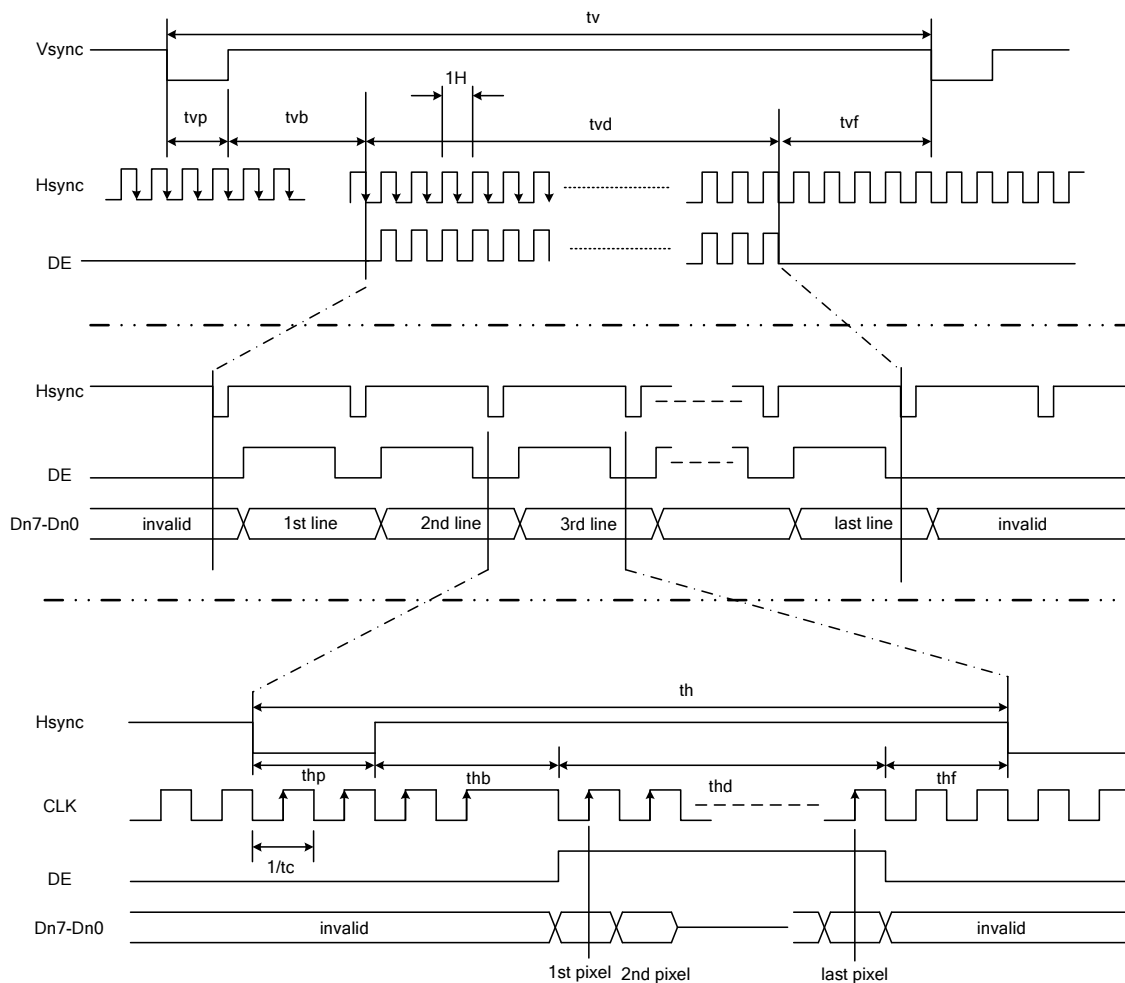 tv
Vsync
1H
tvp
tvb
tvd
tvf
Hsync
DE
Hsync
DE
Dn7-Dn0
invalid
1st line
2nd line
3rd line
last line
invalid
th
Hsync
thp
thb
thd
thf
CLK
1/tc
DE
Dn7-Dn0
invalid
invalid
1st pixel
2nd pixel
last pixel